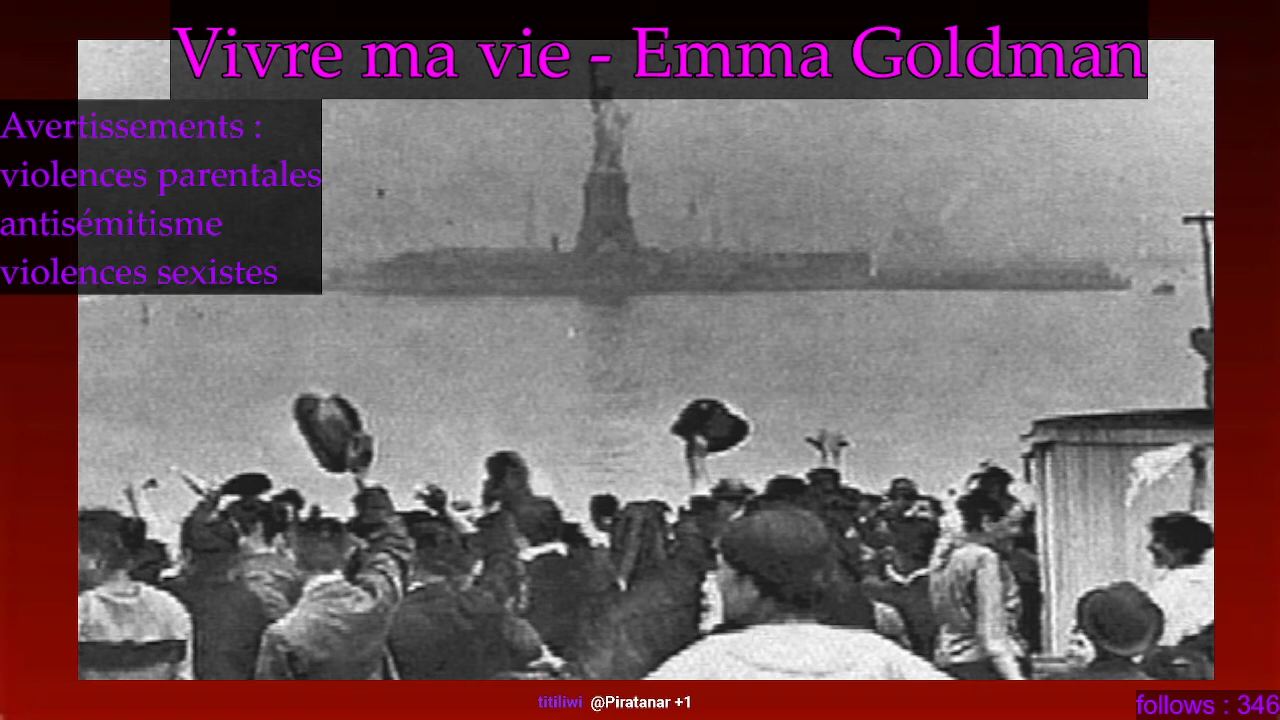 Vivre ma vie - Emma Goldman
Avertissements :
violences parentales
antisémitisme
violences sexistes
titiliwi @Piratanar +1
follows : 346